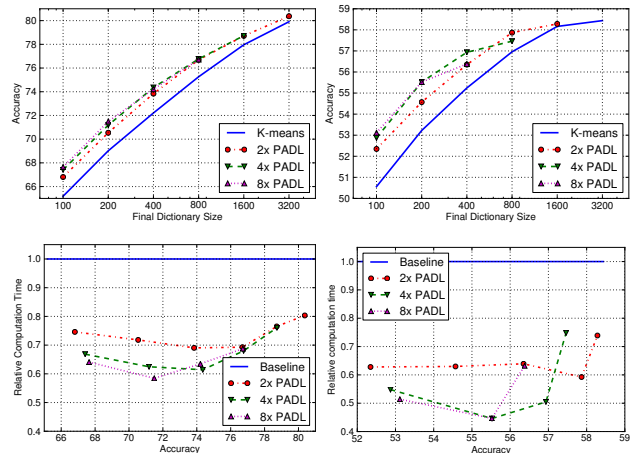 80
78
76
74
72
70
68
66
Accuracy
K-means
2x PADL
4x PADL
8x PADL
100 200 400 800 1600 3200
Final Dictionary Size
59
58
57
56
55
54
53
52
51
50
Accuracy
K-means
2x PADL
4x PADL
8x PADL
100 200 400 800 1600 3200
Final Dictionary Size
1.0
0.9
0.8
0.7
0.6
0.5
0.4
Relative Computation Time
Baseline
2x PADL
4x PADL
8x PADL
66 68 70 72 74 76 78 80
Accuracy
1.0
0.9
0.8
0.7
0.6
0.5
0.4
Relative computation time
Baseline
2x PADL
4x PADL
8x PADL
52 53 54 55 56 57 58 59
Accuracy